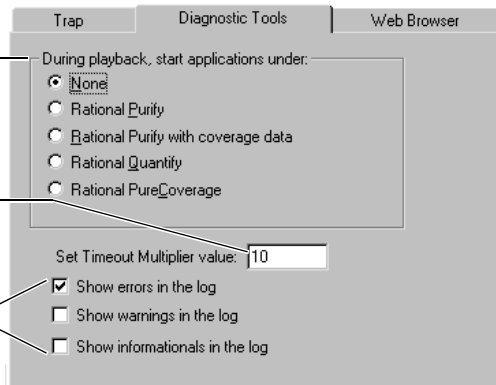 Trap
Diagnostic Tools
Web Browser
During playback, start applications under:
None
Rational Purify
Rational Purify with coverage data
Rational Quantify
Rational PureCoverage
Set Timeout Multiplier value: 10
Show errors in the log
Show warnings in the log
Show informationals in the log